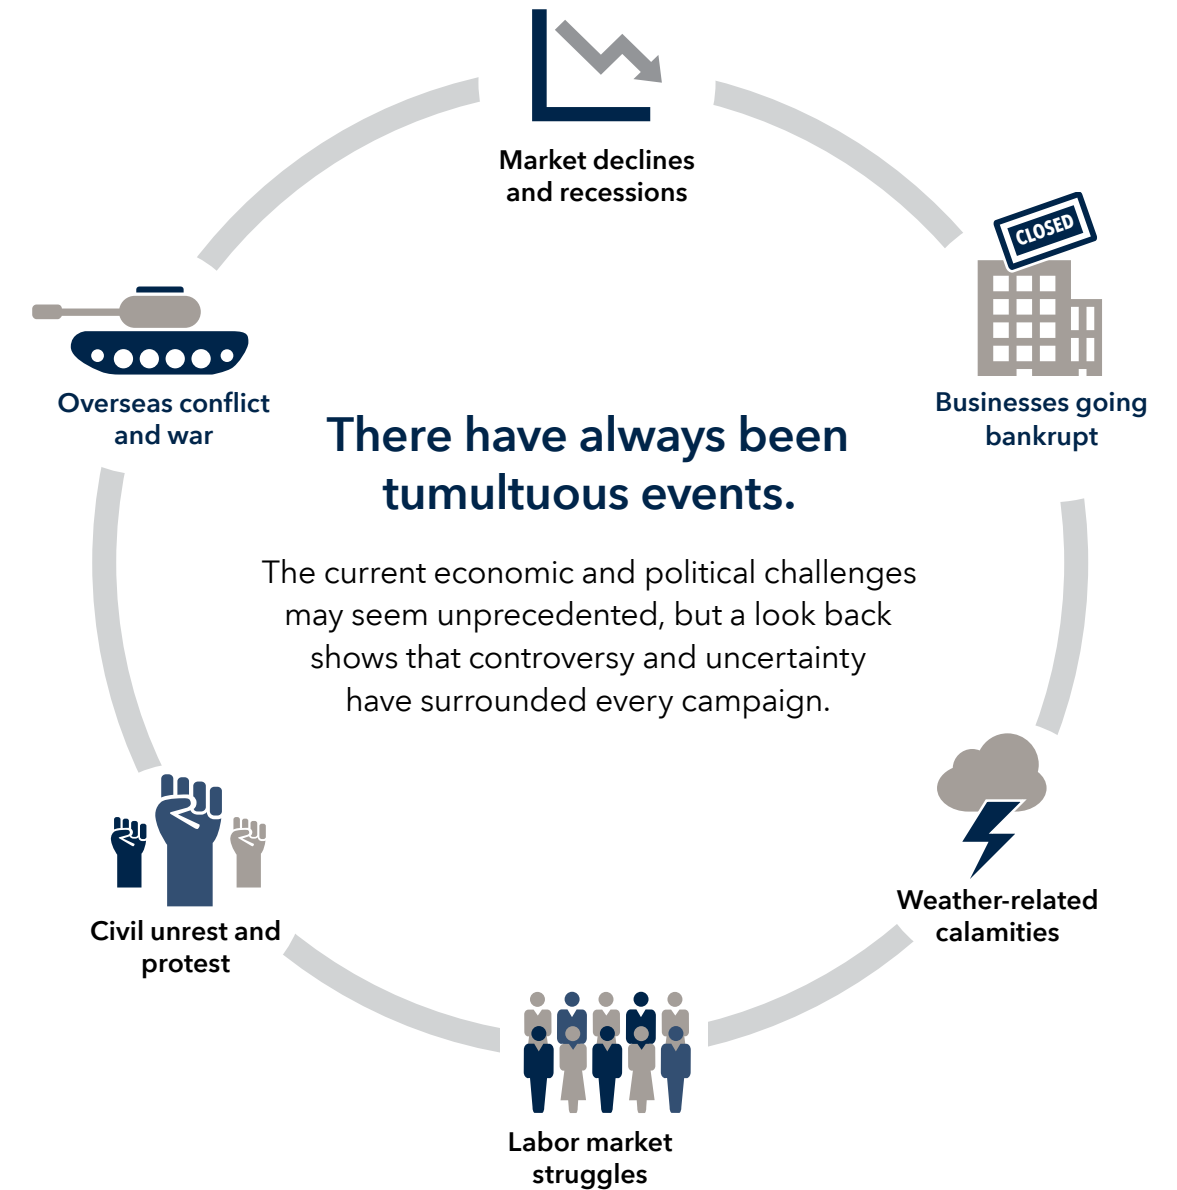 Market declines
and recessions
CLOSED
Businesses going
bankrupt
Overseas conflict
and war
There have always been
tumultuous events.
The current economic and political challenges
may seem unprecedented, but a look back
shows that controversy and uncertainty
have surrounded every campaign.
Weather-related
calamities
Civil unrest and
protest
Labor market
struggles